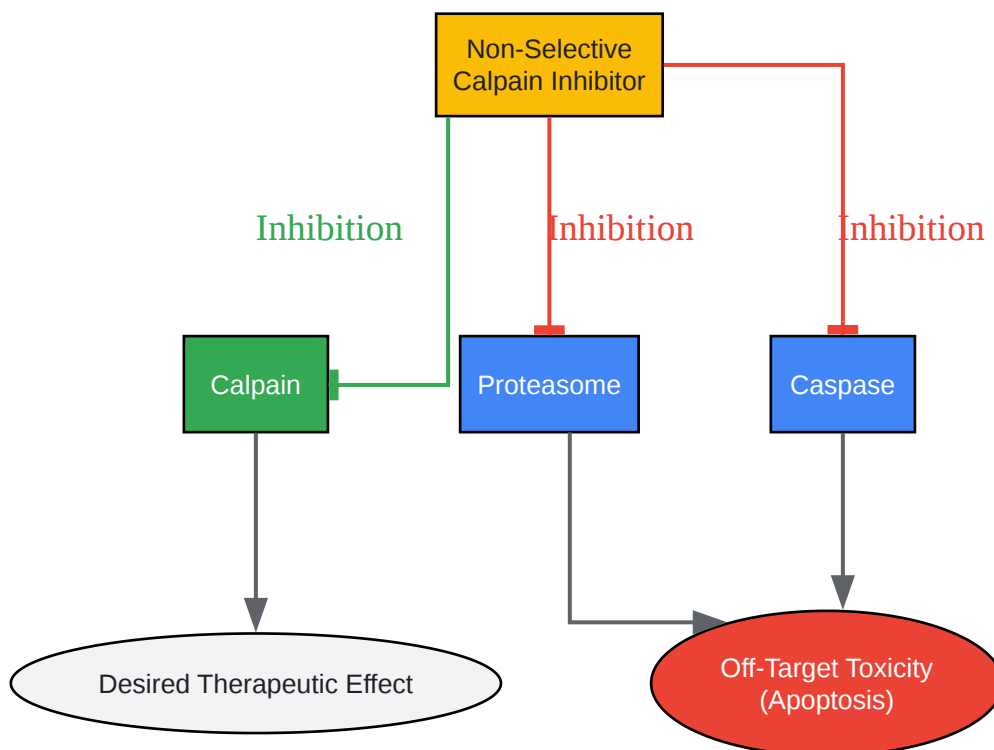 Non-Selective
Calpain Inhibitor
Inhibition
Inhibition
Inhibition
Calpain
Proteasome
Caspase
Desired Therapeutic Effect
Off-Target Toxicity
(Apoptosis)